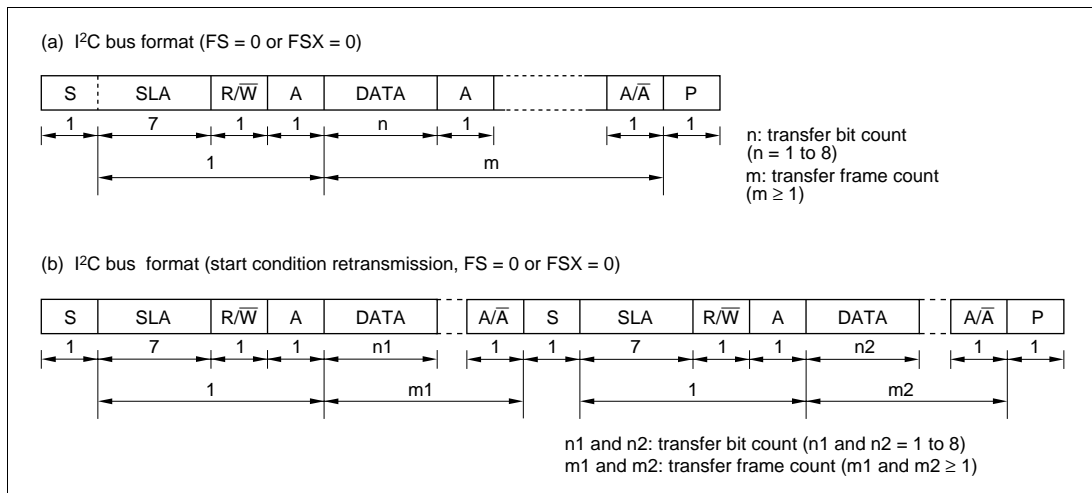 (a) I²C bus format (FS = 0 or FSX = 0)
S SLA R/W̅ A DATA A A/A̅ P
1 7 1 1 n 1 1 1
1 m
n: transfer bit count
(n = 1 to 8)
m: transfer frame count
(m ≥ 1)
(b) I²C bus format (start condition retransmission, FS = 0 or FSX = 0)
S SLA R/W̅ A DATA A/A̅ S SLA R/W̅ A DATA A/A̅ P
1 7 1 1 n1 1 1 7 1 1 n2 1 1
1 m1 1 m2
n1 and n2: transfer bit count (n1 and n2 = 1 to 8)
m1 and m2: transfer frame count (m1 and m2 ≥ 1)